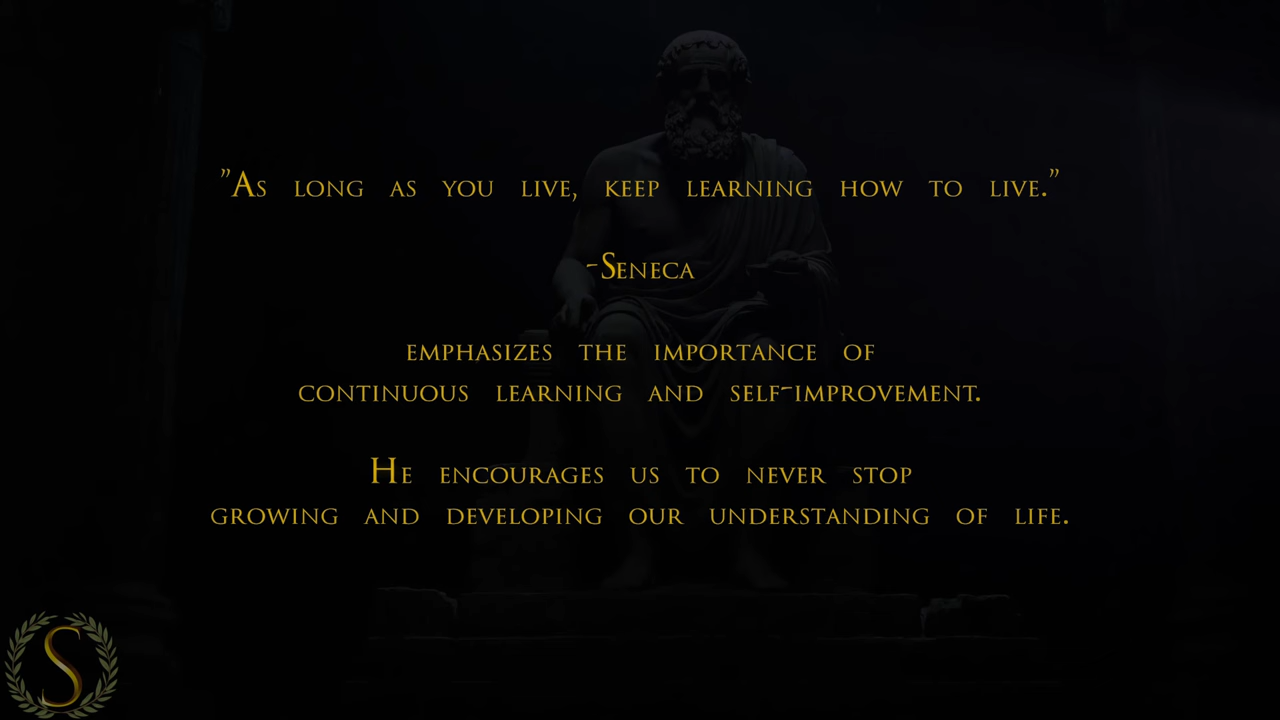 "As long as you live, keep learning how to live."
-Seneca
emphasizes the importance of
continuous learning and self-improvement.
He encourages us to never stop
growing and developing our understanding of life.
S